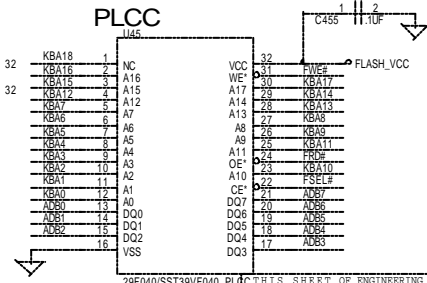 PLCC
U45
1 2
C455 .1UF
32 KBA18 1 NC VCC 32 FLASH_VCC
KBA16 2 A16 WE* 31 FWE#
32 KBA15 3 A15 A17 30 KBA17
KBA12 4 A12 A14 29 KBA14
KBA7 5 A7 A13 28 KBA13
KBA6 6 A6 A8 27 KBA8
KBA5 7 A5 A9 26 KBA9
KBA4 8 A4 A11 25 KBA11
KBA3 9 A3 OE* 24 FRD#
KBA2 10 A2 A10 23 KBA10
KBA1 11 A1 CE* 22 FSEL#
KBA0 12 A0 DQ7 21 ADB7
ADB0 13 DQ0 DQ6 20 ADB6
ADB1 14 DQ1 DQ5 19 ADB5
ADB2 15 DQ2 DQ4 18 ADB4
16 VSS DQ3 17 ADB3
29F040/SST39VF040_PLCC THIS SHEET OF ENGINEERING